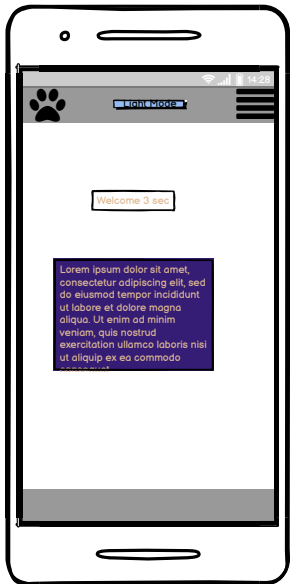 14:26
Light Mode
Welcome 3 sec
Lorem ipsum dolor sit amet,
consectetur adipiscing elit, sed
do eiusmod tempor incididunt
ut labore et dolore magna
aliqua. Ut enim ad minim
veniam, quis nostrud
exercitation ullamco laboris nisi
ut aliquip ex ea commodo